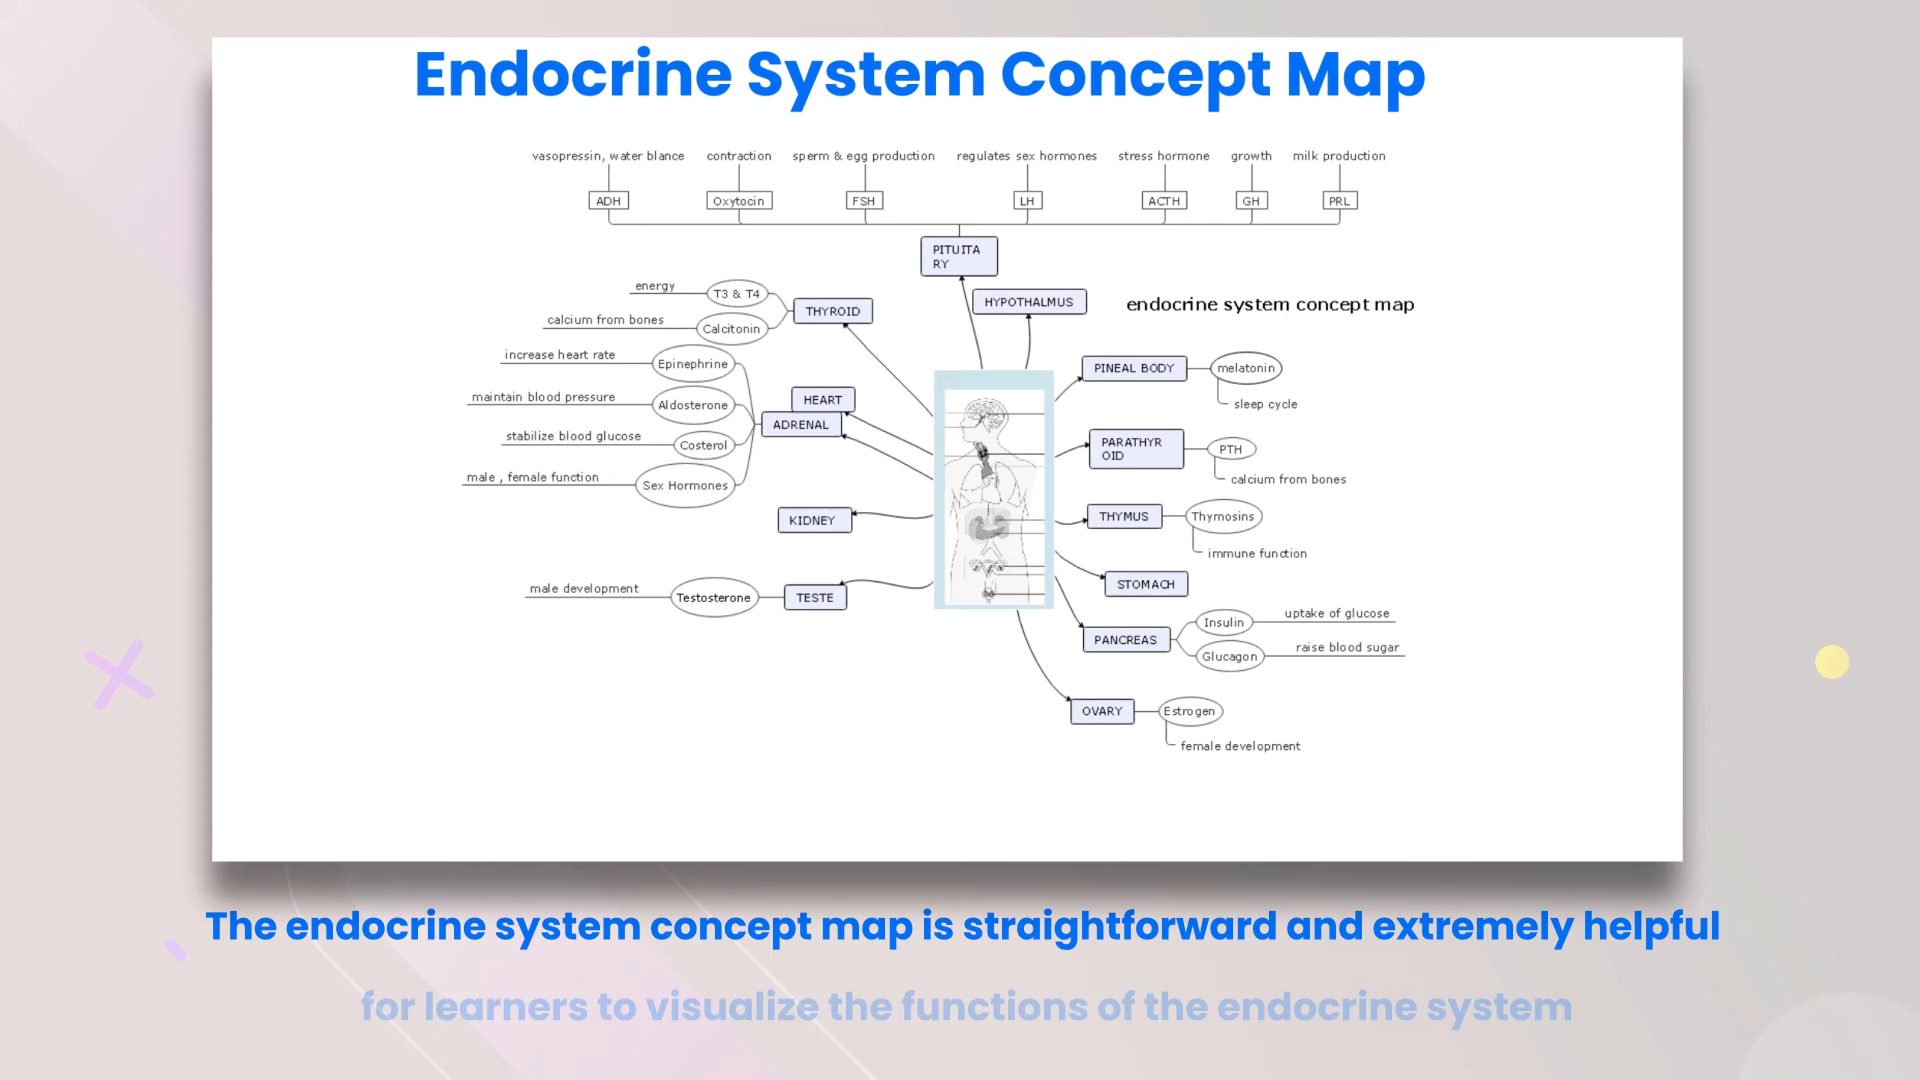 Endocrine System Concept Map
vasopressin, water blance
contraction
sperm & egg production
regulates sex hormones
stress hormone
growth
milk production
ADH
Oxytocin
FSH
LH
ACTH
GH
PRL
PITUITA
RY
HYPOTHALMUS
endocrine system concept map
energy
T3 & T4
THYROID
calcium from bones
Calcitonin
increase heart rate
Epinephrine
maintain blood pressure
Aldosterone
HEART
ADRENAL
stabilize blood glucose
Costerol
male , female function
Sex Hormones
KIDNEY
male development
Testosterone
TESTE
PINEAL BODY
melatonin
sleep cycle
PARATHYR
OID
PTH
calcium from bones
THYMUS
Thymosins
immune function
STOMACH
PANCREAS
Insulin
uptake of glucose
Glucagon
raise blood sugar
OVARY
Estrogen
female development
The endocrine system concept map is straightforward and extremely helpful
for learners to visualize the functions of the endocrine system